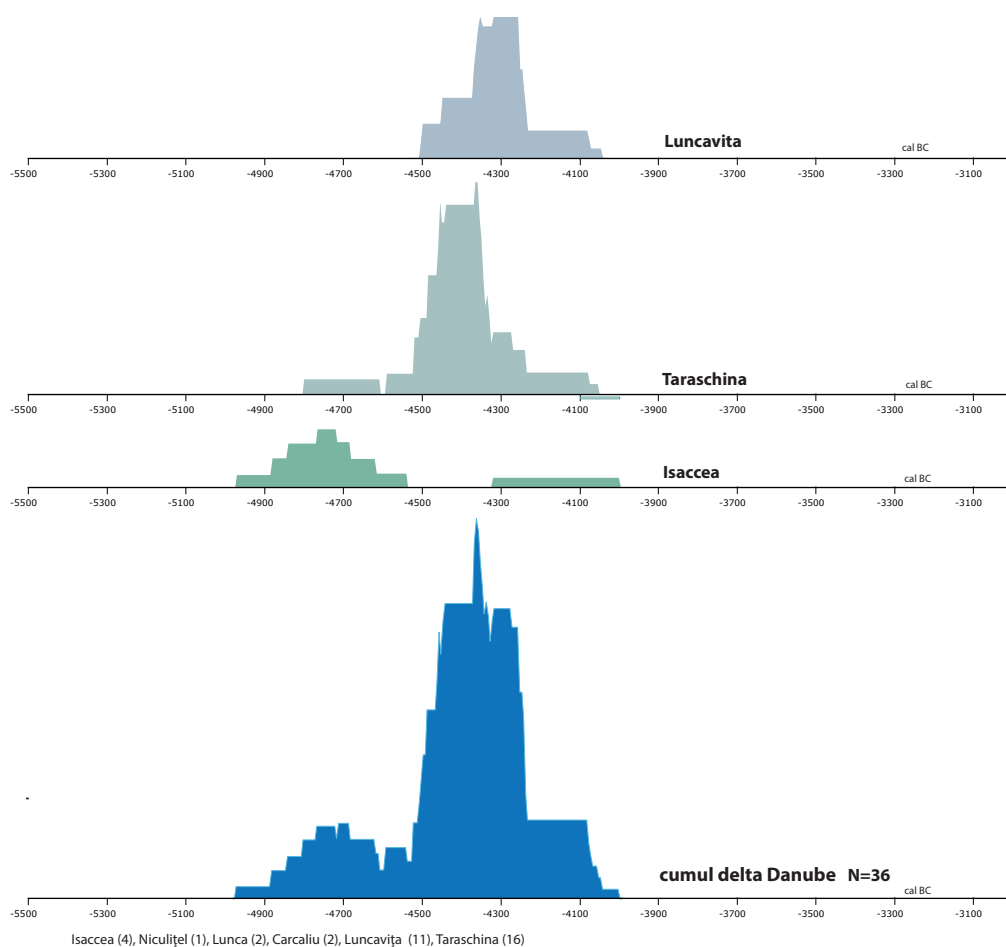 Luncavita
cal BC
-5500 -5300 -5100 -4900 -4700 -4500 -4300 -4100 -3900 -3700 -3500 -3300 -3100
Taraschina
cal BC
-5500 -5300 -5100 -4900 -4700 -4500 -4300 -4100 -3900 -3700 -3500 -3300 -3100
Isaccea
cal BC
-5500 -5300 -5100 -4900 -4700 -4500 -4300 -4100 -3900 -3700 -3500 -3300 -3100
cumul delta Danube N=36
cal BC
-5500 -5300 -5100 -4900 -4700 -4500 -4300 -4100 -3900 -3700 -3500 -3300 -3100
Isaccea (4), Niculiţel (1), Lunca (2), Carcaliu (2), Luncaviţa (11), Taraschina (16)